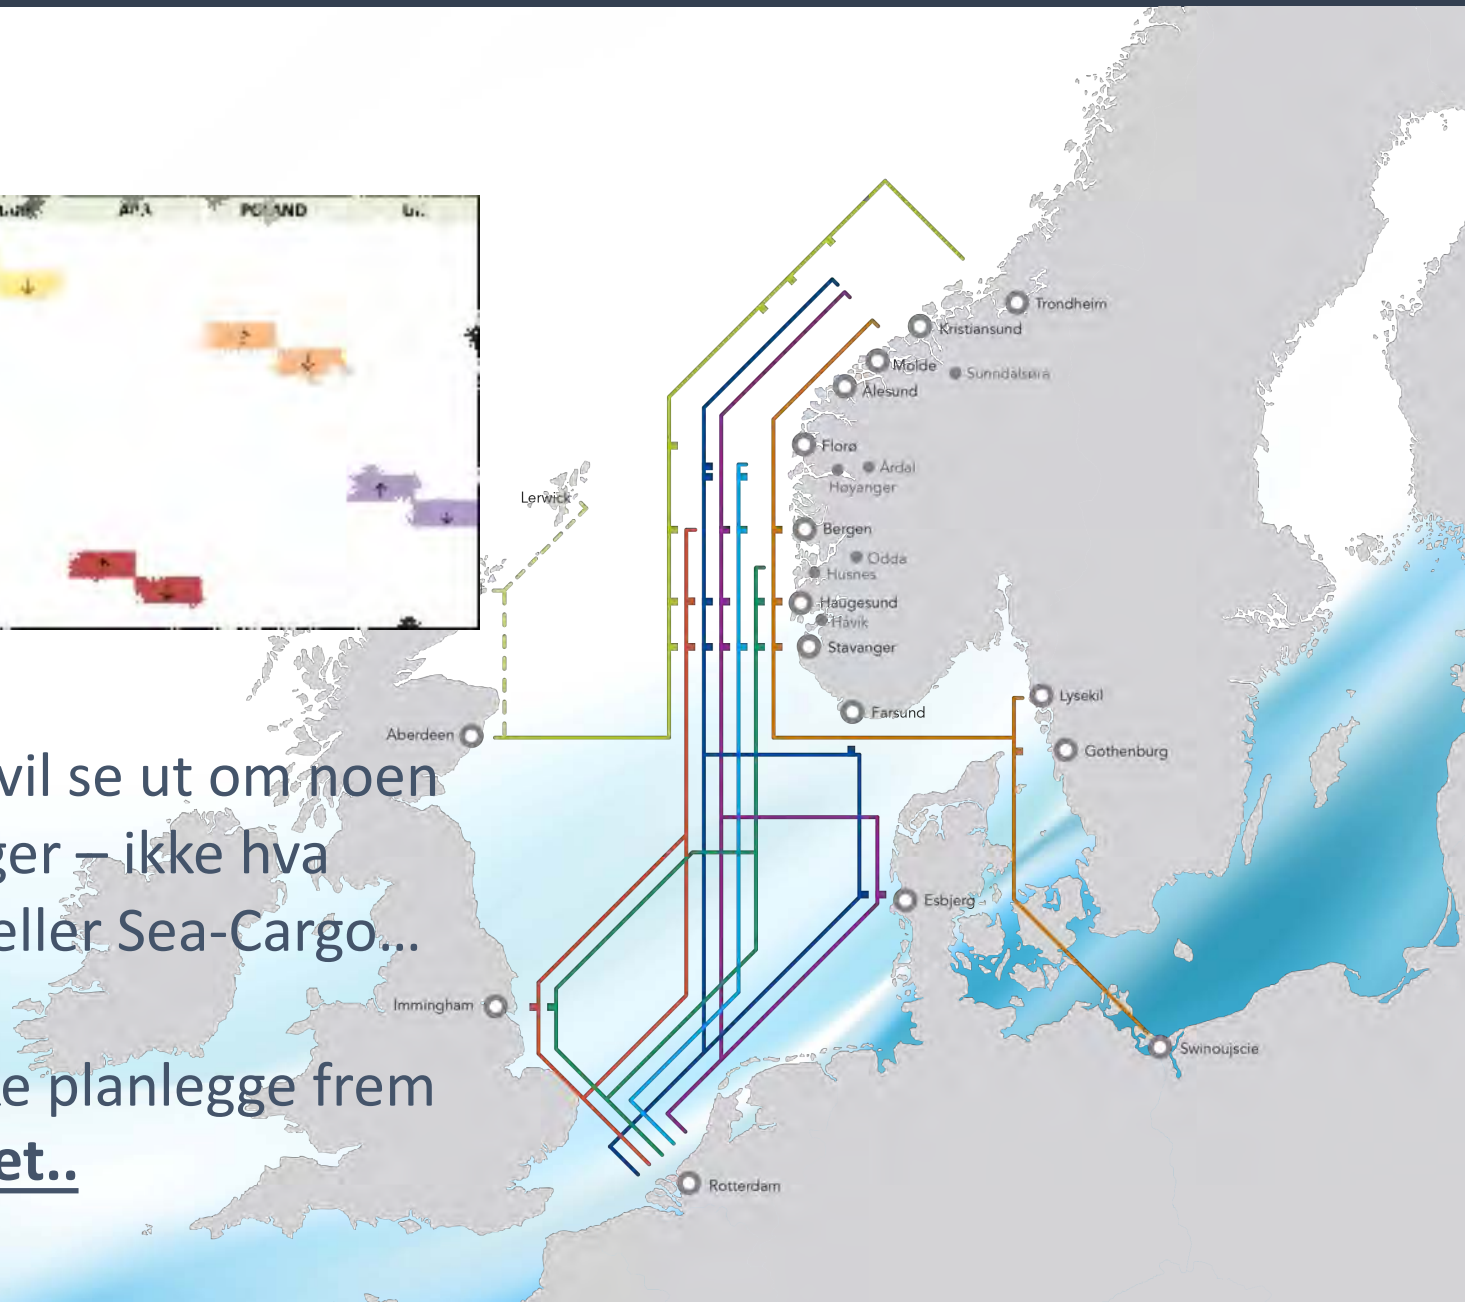 POLAND
Trondheim
Kristiansund
Molde
Sunndalsøra
Ålesund
Florø
Årdal
Høyanger
Lerwick
Bergen
Odda
Husnes
Haugesund
Håvik
Stavanger
Lysekil
Farsund
Aberdeen
Gothenburg
vil se ut om noen
ger – ikke hva
Esbjerg
eller Sea-Cargo...
Immingham
Swinoujscie
e planlegge frem
et..
Rotterdam